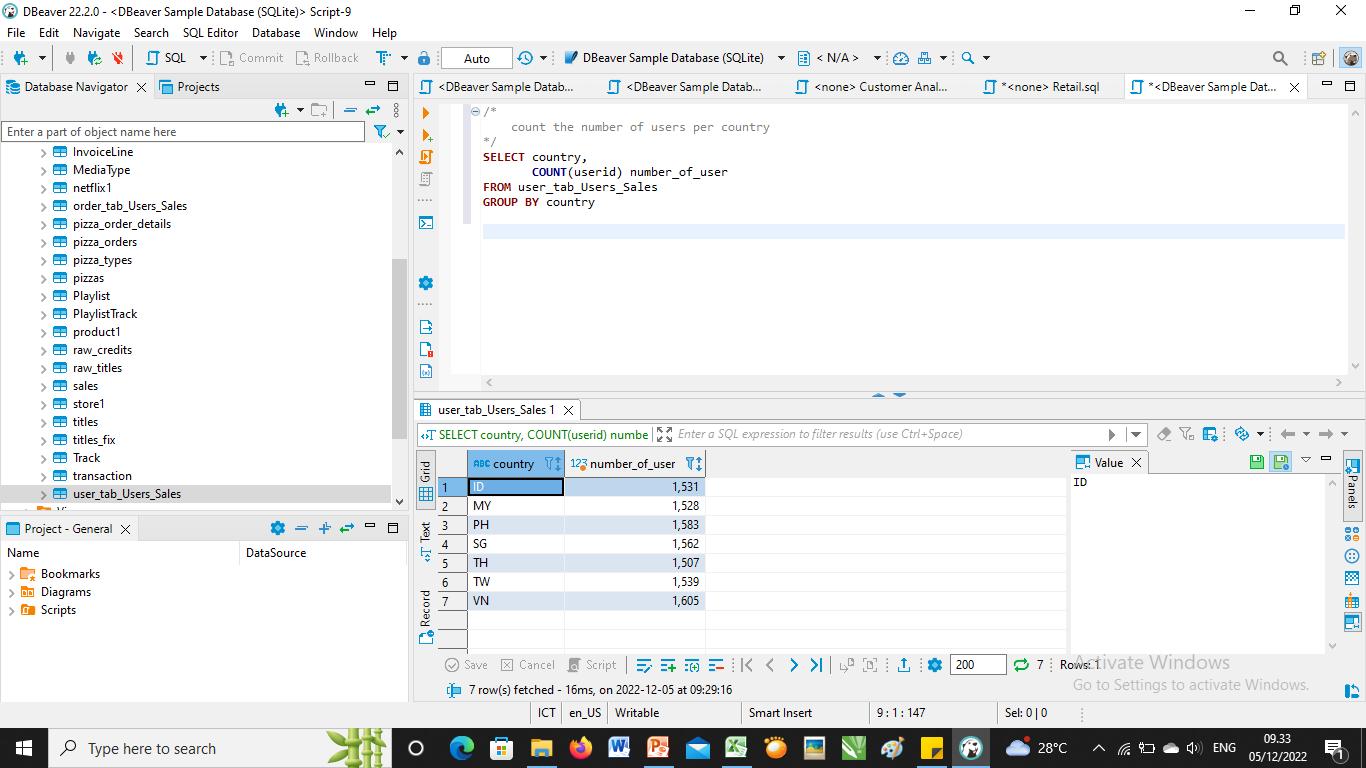 DBeaver 22.2.0 - <DBeaver Sample Database (SQLite)> Script-9
File Edit Navigate Search SQL Editor Database Window Help
SQL Commit Rollback Auto DBeaver Sample Database (SQLite) < N/A >
Database Navigator Projects
Enter a part of object name here
InvoiceLine
MediaType
netflix1
order_tab_Users_Sales
pizza_order_details
pizza_orders
pizza_types
pizzas
Playlist
PlaylistTrack
product1
raw_credits
raw_titles
sales
store1
titles
titles_fix
Track
transaction
user_tab_Users_Sales
Project - General
Name DataSource
Bookmarks
Diagrams
Scripts
<DBeaver Sample Datab... <DBeaver Sample Datab... <none> Customer Anal... *<none> Retail.sql *<DBeaver Sample Dat...
/*
count the number of users per country
*/
SELECT country,
COUNT(userid) number_of_user
FROM user_tab_Users_Sales
GROUP BY country
user_tab_Users_Sales 1
SELECT country, COUNT(userid) numbe Enter a SQL expression to filter results (use Ctrl+Space)
Grid
Text
Record
ABC country 123 number_of_user
1 ID 1,531
2 MY 1,528
3 PH 1,583
4 SG 1,562
5 TH 1,507
6 TW 1,539
7 VN 1,605
Value
ID
Panels
Save Cancel Script 200 7 Rows: 1
Activate Windows
Go to Settings to activate Windows.
7 row(s) fetched - 16ms, on 2022-12-05 at 09:29:16
ICT en_US Writable Smart Insert 9 : 1 : 147 Sel: 0 | 0
Type here to search
28°C ENG
09.33
05/12/2022
1